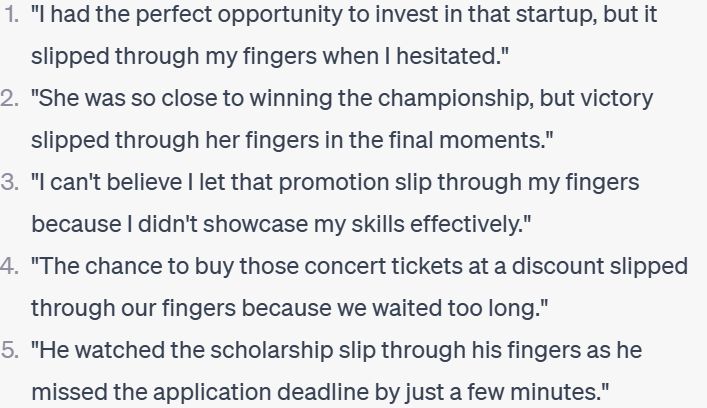 1. "I had the perfect opportunity to invest in that startup, but it
slipped through my fingers when I hesitated."
2. "She was so close to winning the championship, but victory
slipped through her fingers in the final moments."
3. "I can't believe I let that promotion slip through my fingers
because I didn't showcase my skills effectively."
4. "The chance to buy those concert tickets at a discount slipped
through our fingers because we waited too long."
5. "He watched the scholarship slip through his fingers as he
missed the application deadline by just a few minutes."